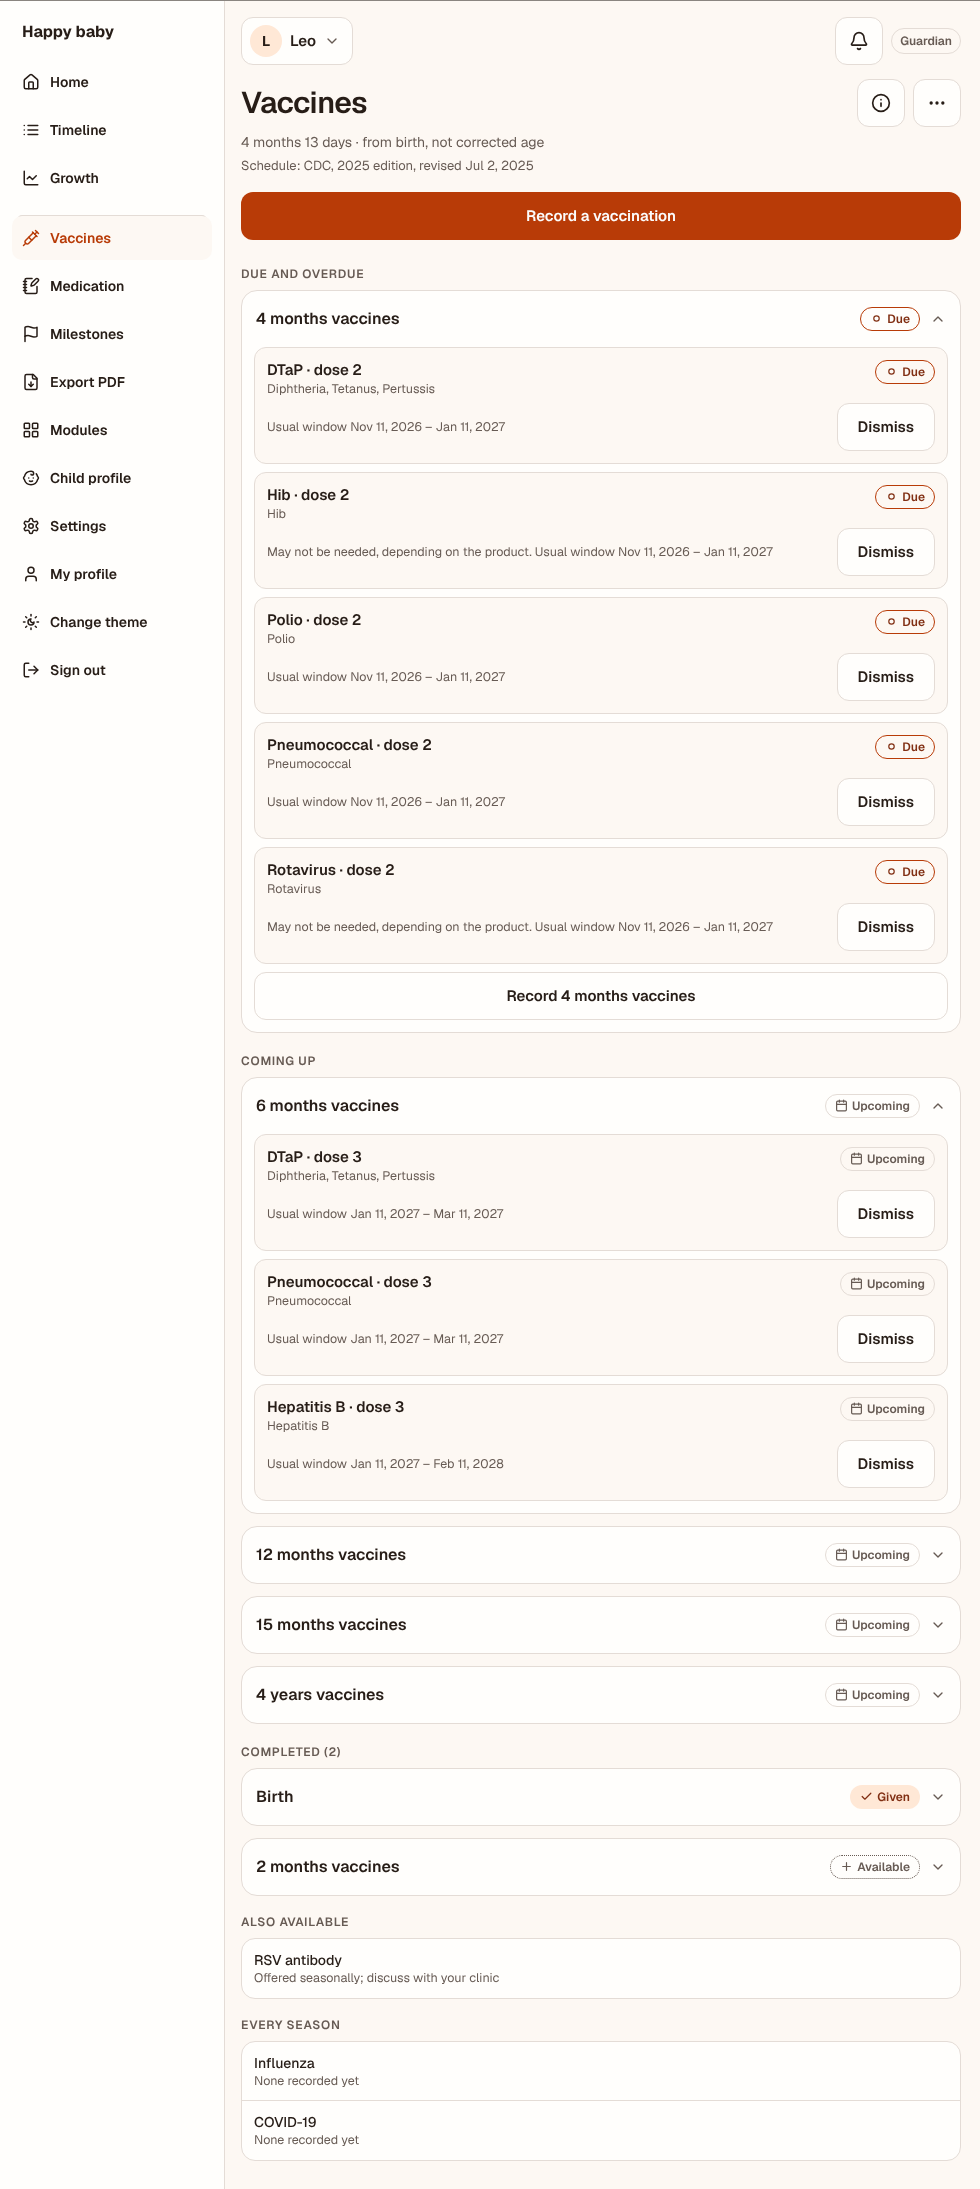 Happy baby
Home
Timeline
Growth
Vaccines
Medication
Milestones
Export PDF
Modules
Child profile
Settings
My profile
Change theme
Sign out
L Leo
Guardian
Vaccines
4 months 13 days · from birth, not corrected age
Schedule: CDC, 2025 edition, revised Jul 2, 2025
Record a vaccination
DUE AND OVERDUE
4 months vaccines Due
DTaP · dose 2 Due
Diphtheria, Tetanus, Pertussis
Usual window Nov 11, 2026 – Jan 11, 2027 Dismiss
Hib · dose 2 Due
Hib
May not be needed, depending on the product. Usual window Nov 11, 2026 – Jan 11, 2027 Dismiss
Polio · dose 2 Due
Polio
Usual window Nov 11, 2026 – Jan 11, 2027 Dismiss
Pneumococcal · dose 2 Due
Pneumococcal
Usual window Nov 11, 2026 – Jan 11, 2027 Dismiss
Rotavirus · dose 2 Due
Rotavirus
May not be needed, depending on the product. Usual window Nov 11, 2026 – Jan 11, 2027 Dismiss
Record 4 months vaccines
COMING UP
6 months vaccines Upcoming
DTaP · dose 3 Upcoming
Diphtheria, Tetanus, Pertussis
Usual window Jan 11, 2027 – Mar 11, 2027 Dismiss
Pneumococcal · dose 3 Upcoming
Pneumococcal
Usual window Jan 11, 2027 – Mar 11, 2027 Dismiss
Hepatitis B · dose 3 Upcoming
Hepatitis B
Usual window Jan 11, 2027 – Feb 11, 2028 Dismiss
12 months vaccines Upcoming
15 months vaccines Upcoming
4 years vaccines Upcoming
COMPLETED (2)
Birth Given
2 months vaccines Available
ALSO AVAILABLE
RSV antibody
Offered seasonally; discuss with your clinic
EVERY SEASON
Influenza
None recorded yet
COVID-19
None recorded yet